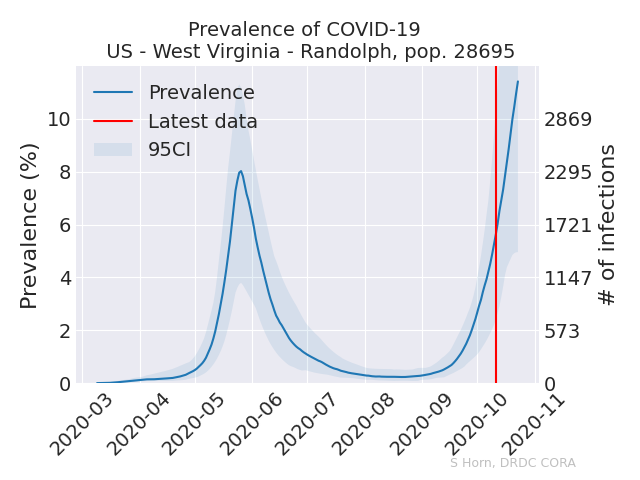 Prevalence of COVID-19
US - West Virginia - Randolph, pop. 28695
Prevalence
Latest data
95CI
Prevalence (%)
10
8
6
4
2
0
2869
2295
1721
1147
573
0
# of infections
2020-03
2020-04
2020-05
2020-06
2020-07
2020-08
2020-09
2020-10
2020-11
S Horn, DRDC CORA